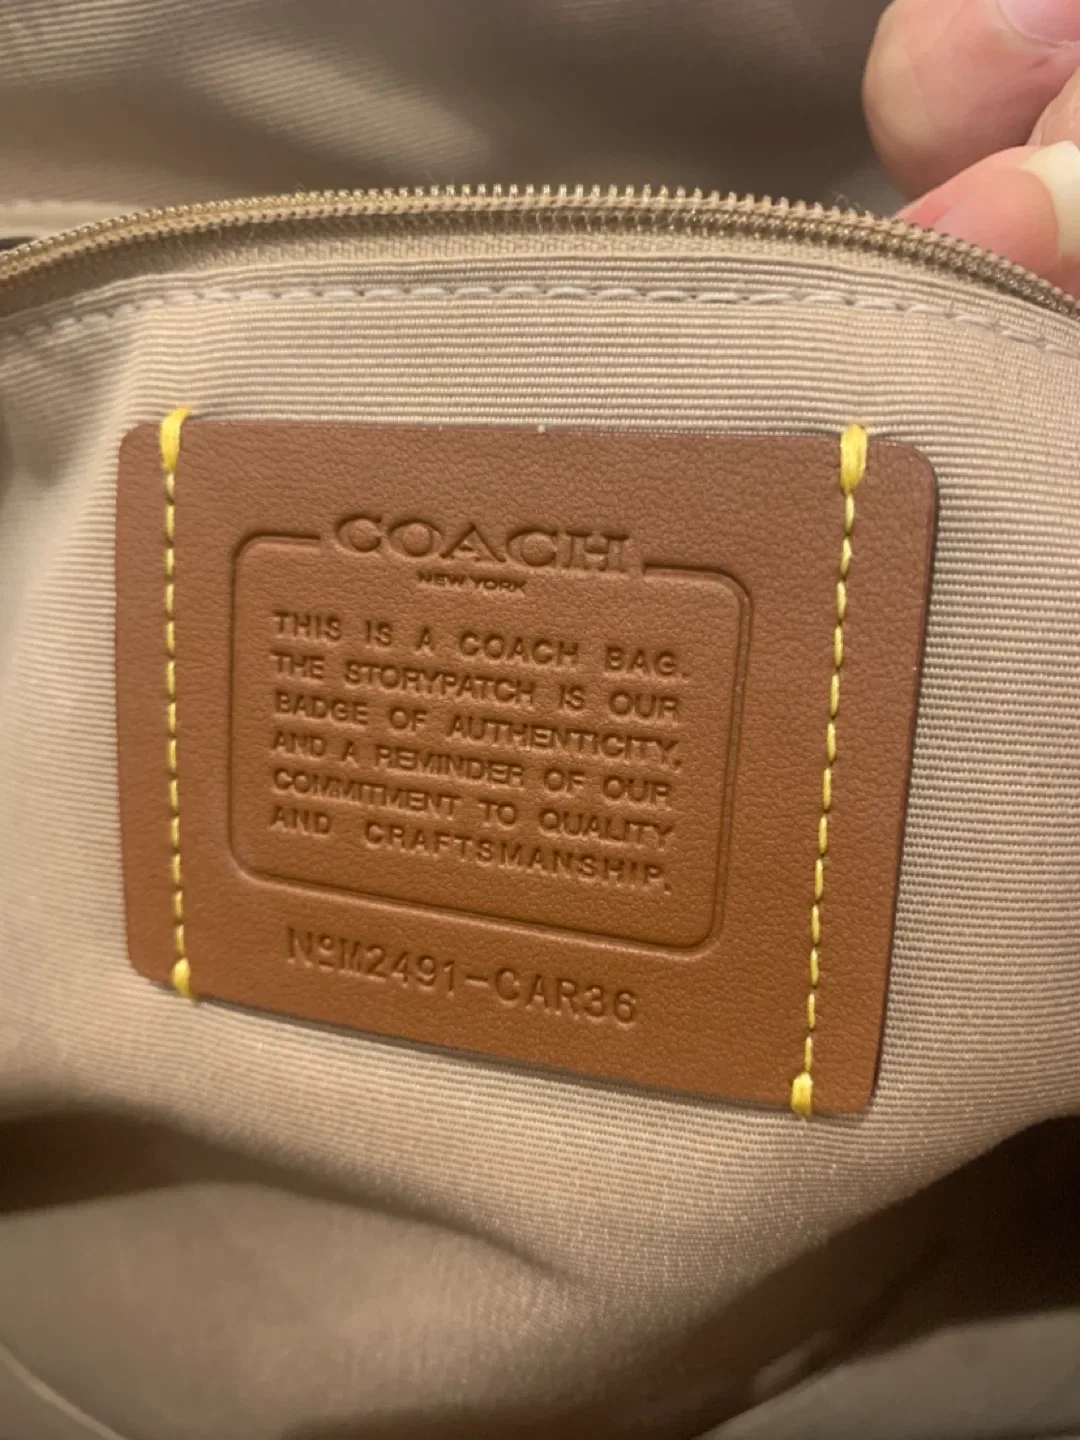 COACH
NEW YORK
THIS IS A COACH BAG.
THE STORYPATCH IS OUR
BADGE OF AUTHENTICITY,
AND A REMINDER OF OUR
COMMITMENT TO QUALITY
AND CRAFTSMANSHIP.
NºM2491-CAR36